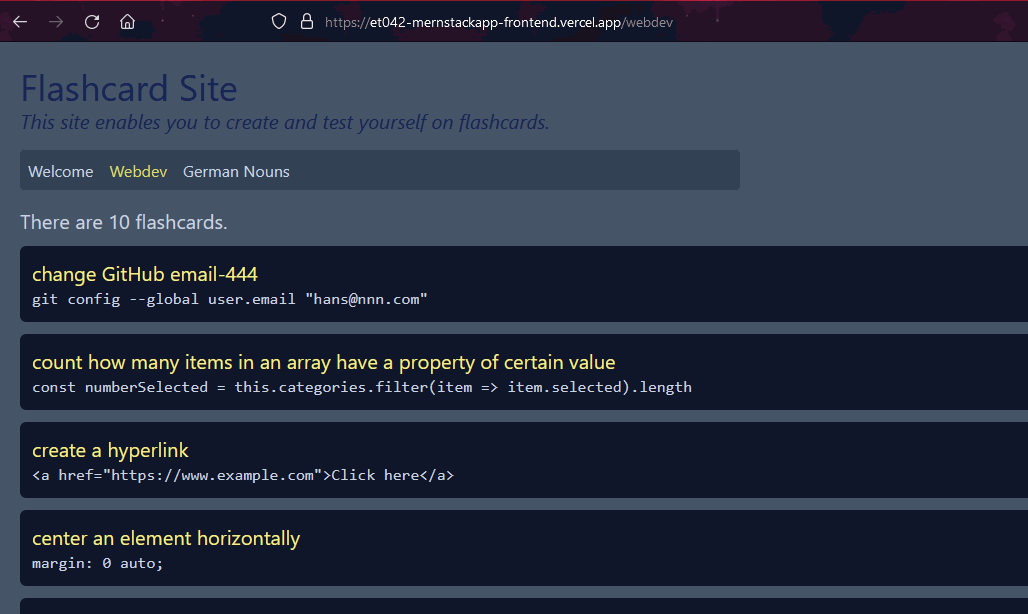 https://et042-mernstackapp-frontend.vercel.app/webdev
Flashcard Site
This site enables you to create and test yourself on flashcards.
Welcome Webdev German Nouns
There are 10 flashcards.
change GitHub email-444
git config --global user.email "hans@nnn.com"
count how many items in an array have a property of certain value
const numberSelected = this.categories.filter(item => item.selected).length
create a hyperlink
<a href="https://www.example.com">Click here</a>
center an element horizontally
margin: 0 auto;